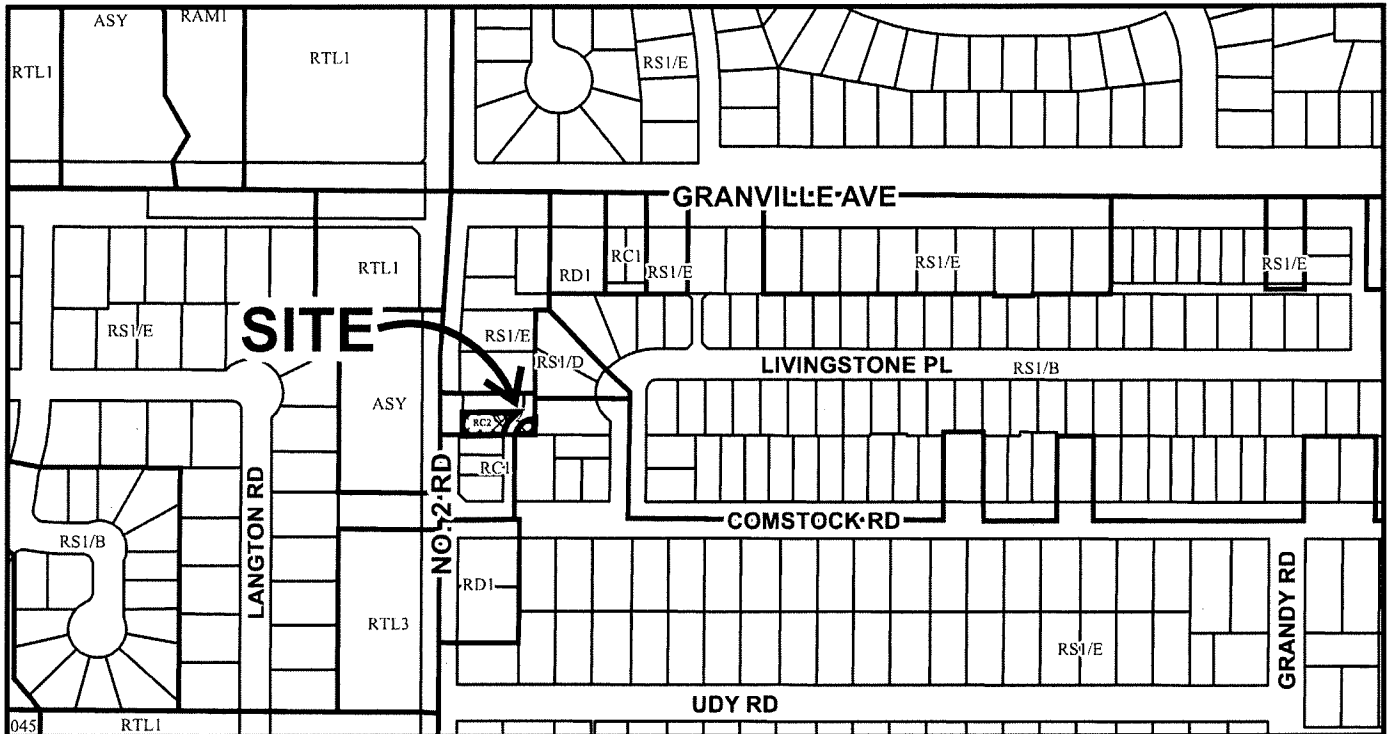 ASY
RAM1
RTL1
RTL1
RS1/E
GRANVILLE AVE
RTL1
RD1
RC1
RS1/E
RS1/E
RS1/E
RS1/E
SITE
RS1/E
RS1/D
LIVINGSTONE PL
RS1/B
ASY
RC2
RC1
NO. 2 RD
COMSTOCK RD
LANGTON RD
RS1/B
RD1
RTL3
RS1/E
GRANDY RD
UDY RD
045
RTL1